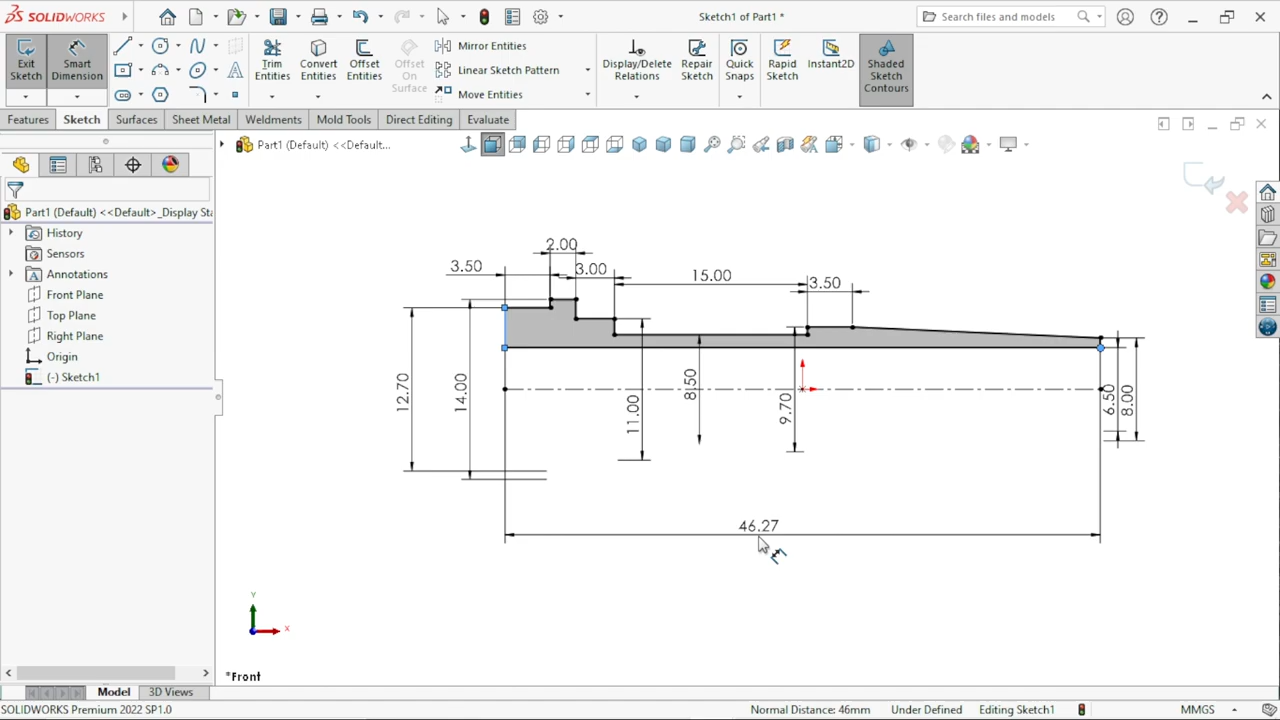 SOLIDWORKS
Sketch1 of Part1 *
Search files and models
Exit Sketch
Smart Dimension
Trim Entities
Convert Entities
Offset Entities
Offset On Surface
Mirror Entities
Linear Sketch Pattern
Move Entities
Display/Delete Relations
Repair Sketch
Quick Snaps
Rapid Sketch
Instant2D
Shaded Sketch Contours
Features
Sketch
Surfaces
Sheet Metal
Weldments
Mold Tools
Direct Editing
Evaluate
Part1 (Default) <<Default...
Part1 (Default) <<Default>_Display Sta
History
Sensors
Annotations
Front Plane
Top Plane
Right Plane
Origin
(-) Sketch1
2.00
3.50
3.00
15.00
3.50
12.70
14.00
11.00
8.50
9.70
6.50
8.00
46.27
Y
X
*Front
Model
3D Views
SOLIDWORKS Premium 2022 SP1.0
Normal Distance: 46mm
Under Defined
Editing Sketch1
MMGS